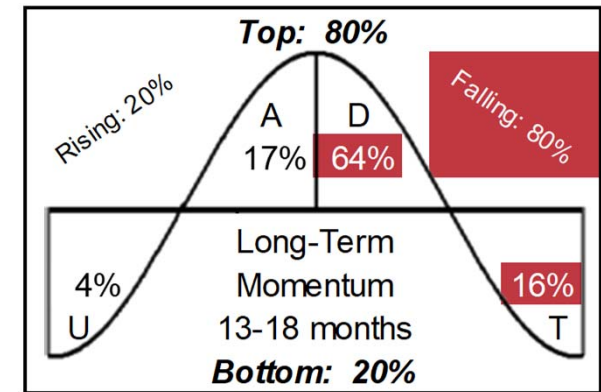 Top: 80%
Rising: 20%
Falling: 80%
A
D
17%
64%
Long-Term
4%
Momentum
16%
U
13-18 months
T
Bottom: 20%